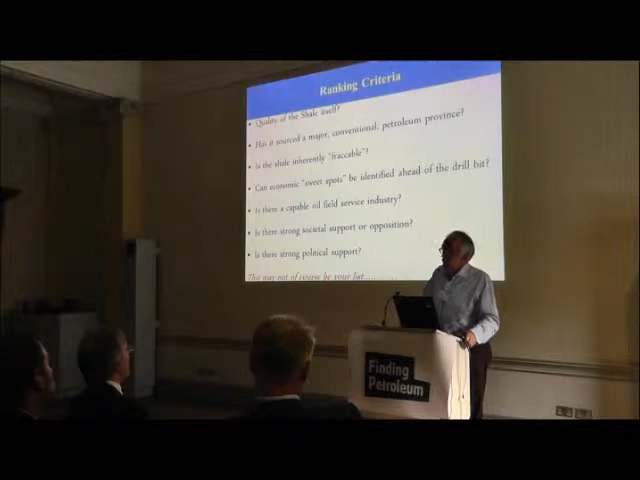 Ranking Criteria
• Quality of the Shale itself?
• Has it sourced a major, conventional, petroleum province?
• Is the shale inherently "fraccable"?
• Can economic "sweet spots" be identified ahead of the drill bit?
• Is there a capable oil field service industry?
• Is there strong societal support or opposition?
• Is there strong political support?
This may not of course be your list...........
Finding
Petroleum